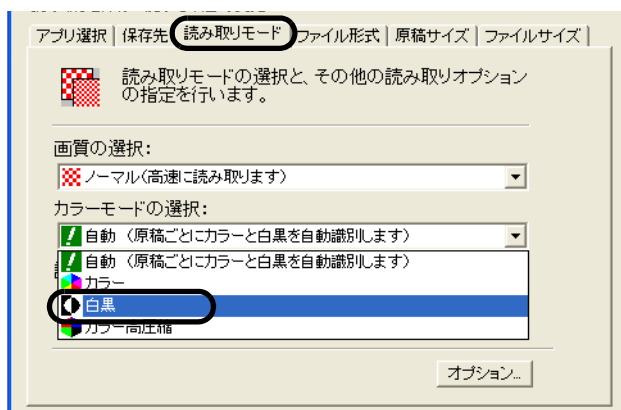 アプリ選択 保存先 読み取りモード ファイル形式 原稿サイズ ファイルサイズ
読み取りモードの選択と、その他の読み取りオプション
の指定を行います。
画質の選択:
ノーマル(高速に読み取ります)
カラーモードの選択:
自動 (原稿ごとにカラーと白黒を自動識別します)
自動 (原稿ごとにカラーと白黒を自動識別します)
カラー
白黒
カラー高圧縮
オプション...